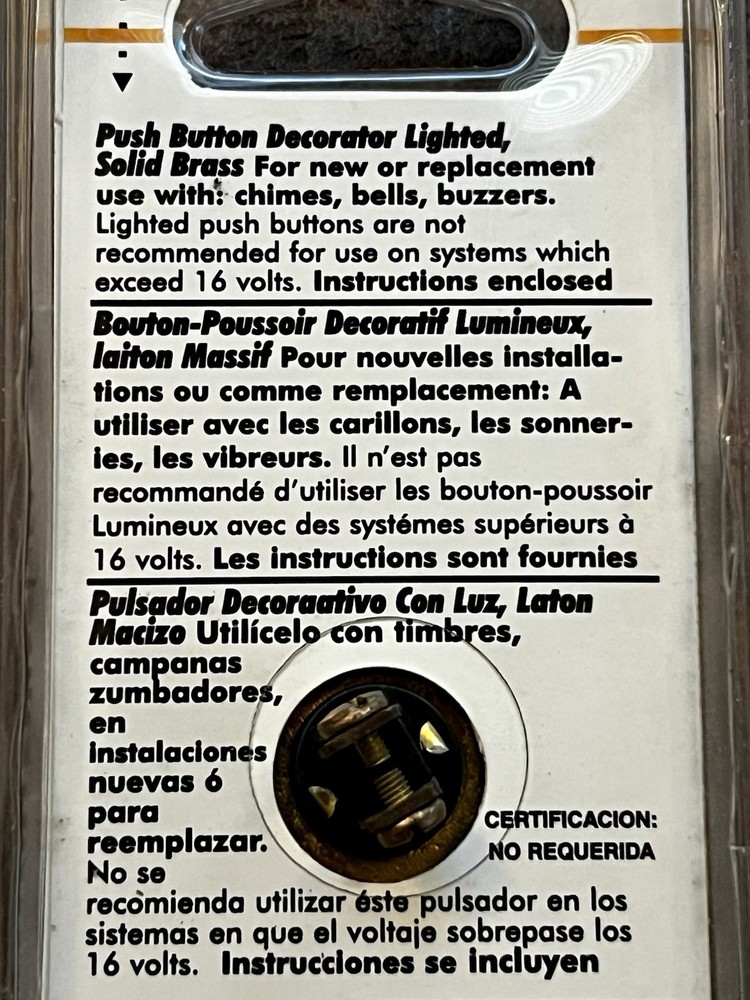 Push Button Decorator Lighted,
Solid Brass For new or replacement
use with: chimes, bells, buzzers.
Lighted push buttons are not
recommended for use on systems which
exceed 16 volts. Instructions enclosed
Bouton-Poussoir Decoratif Lumineux,
laiton Massif Pour nouvelles installa-
tions ou comme remplacement: A
utiliser avec les carillons, les sonner-
ies, les vibreurs. Il n'est pas
recommandé d'utiliser les bouton-poussoir
Lumineux avec des systémes supérieurs à
16 volts. Les instructions sont fournies
Pulsador Decoraativo Con Luz, Laton
Macizo Utilícelo con timbres,
campanas
zumbadores,
en
instalaciones
nuevas ó
para
reemplazar.
No se
recomienda utilizar éste pulsador en los
sistemas en que el voltaje sobrepase los
16 volts. Instrucciones se incluyen
CERTIFICACION:
NO REQUERIDA